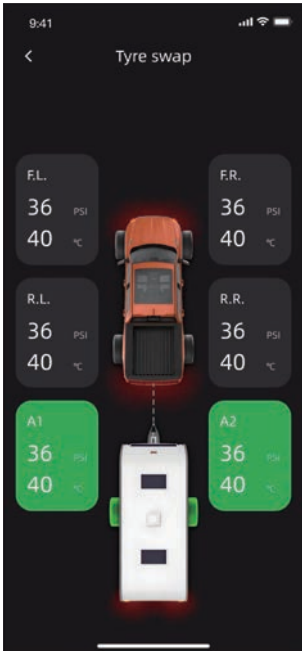 9:41
Tyre swap
F.L.
36 PSI
40 °C
F.R.
36 PSI
40 °C
R.L.
36 PSI
40 °C
R.R.
36 PSI
40 °C
A1
36 PSI
40 °C
A2
36 PSI
40 °C